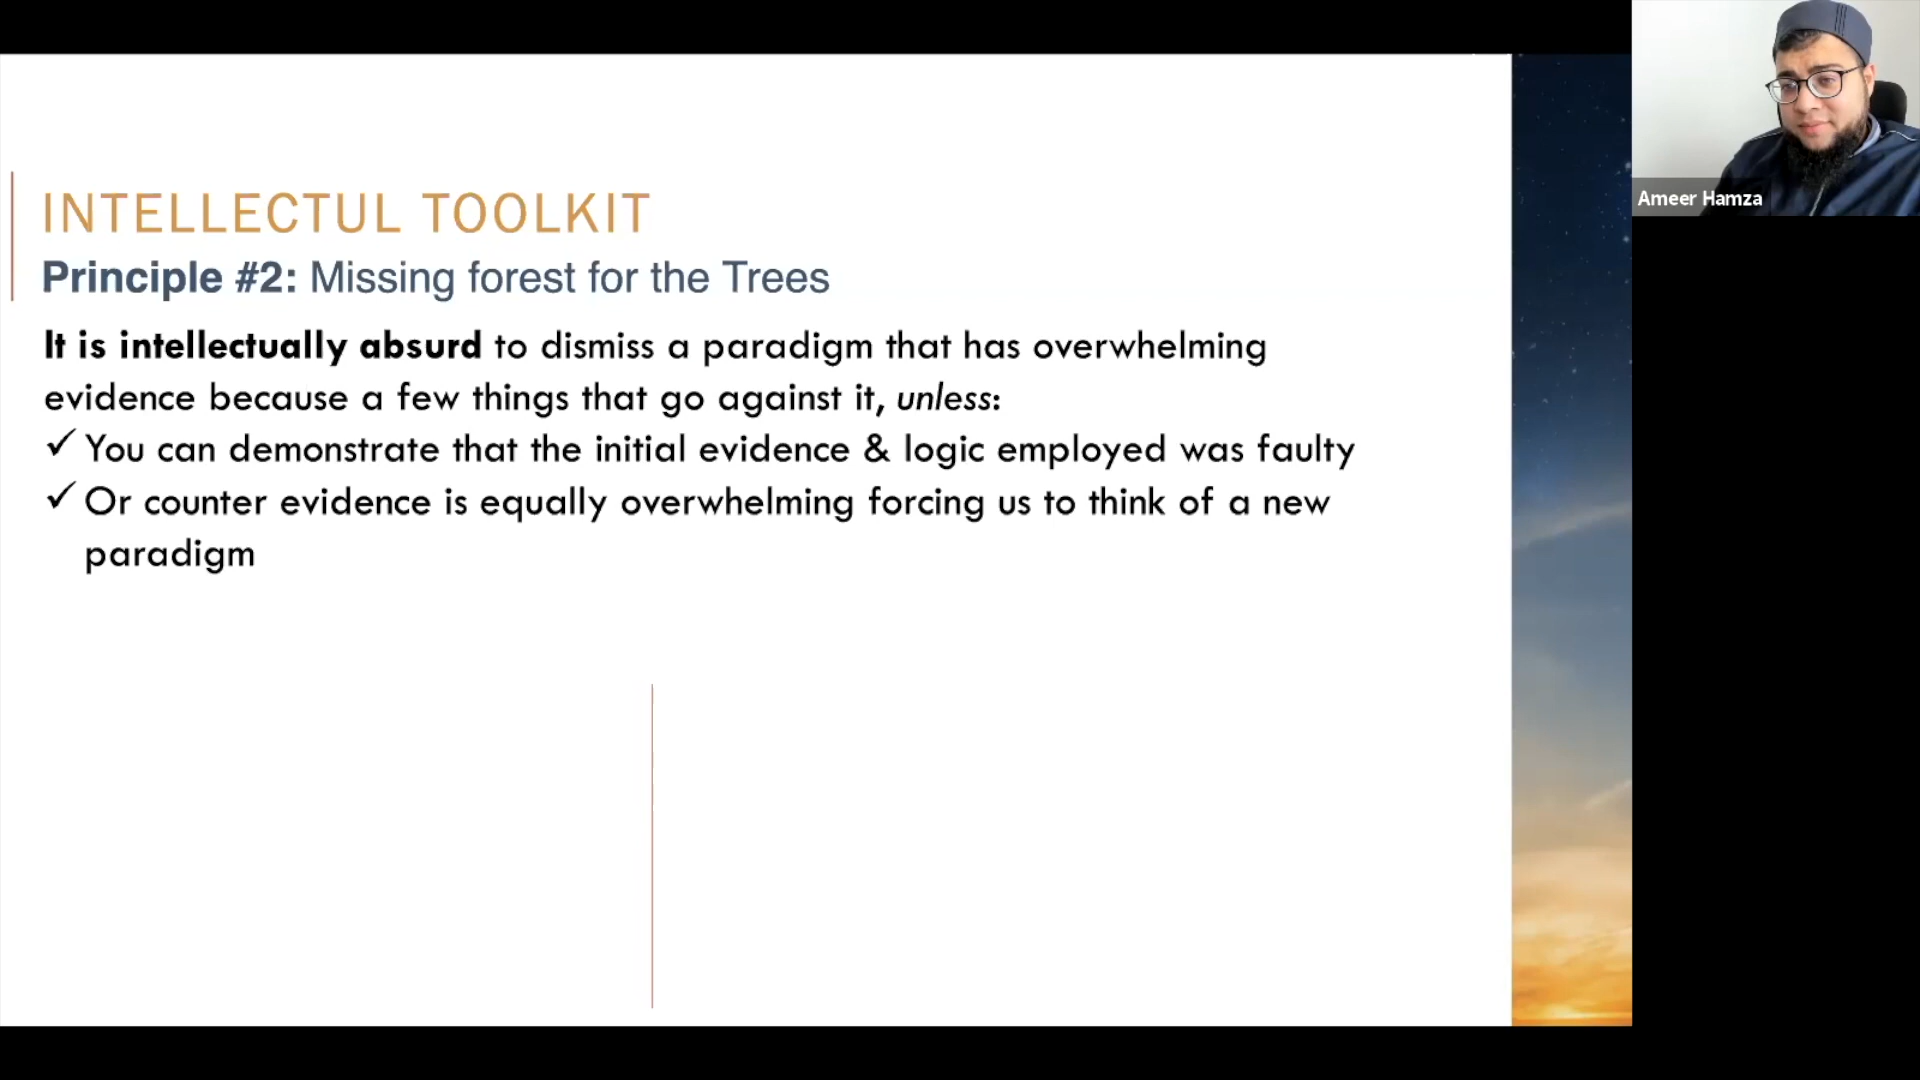 INTELLECTUL TOOLKIT
Principle #2: Missing forest for the Trees
It is intellectually absurd to dismiss a paradigm that has overwhelming
evidence because a few things that go against it, unless:
✓ You can demonstrate that the initial evidence & logic employed was faulty
✓ Or counter evidence is equally overwhelming forcing us to think of a new
paradigm
Ameer Hamza